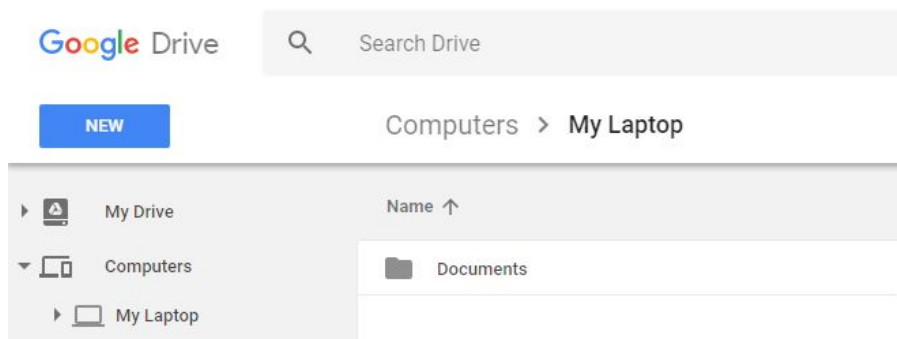 Google Drive
Search Drive
NEW
Computers > My Laptop
My Drive
Name ↑
Computers
Documents
My Laptop